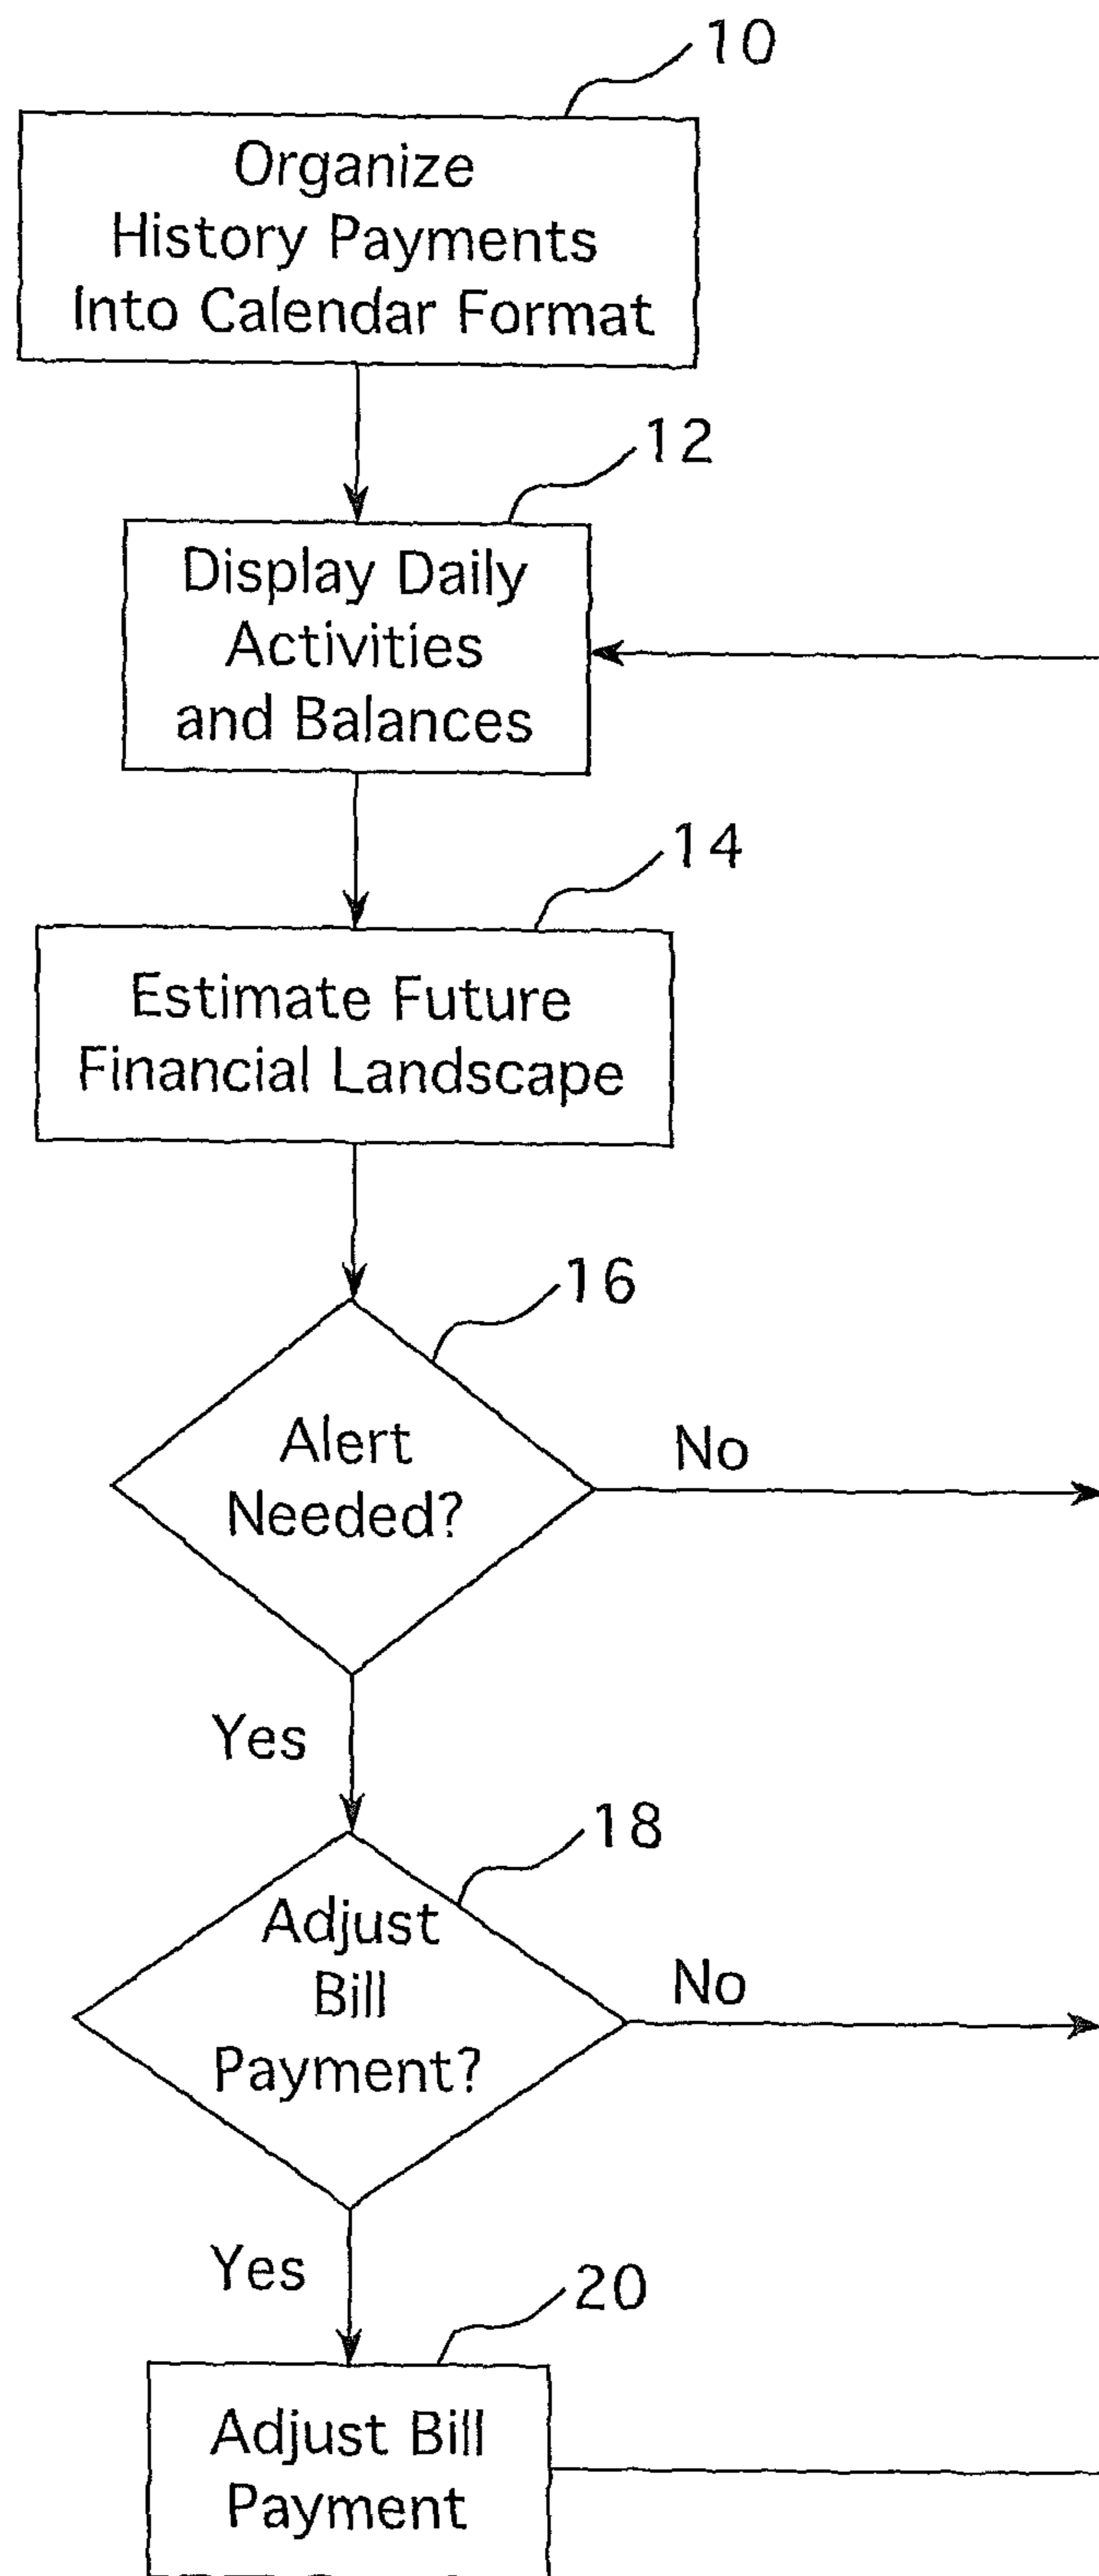 10
Organize
History Payments
Into Calendar Format
12
Display Daily
Activities
and Balances
14
Estimate Future
Financial Landscape
16
Alert
Needed?
No
Yes
18
Adjust
Bill
Payment?
No
Yes
20
Adjust Bill
Payment